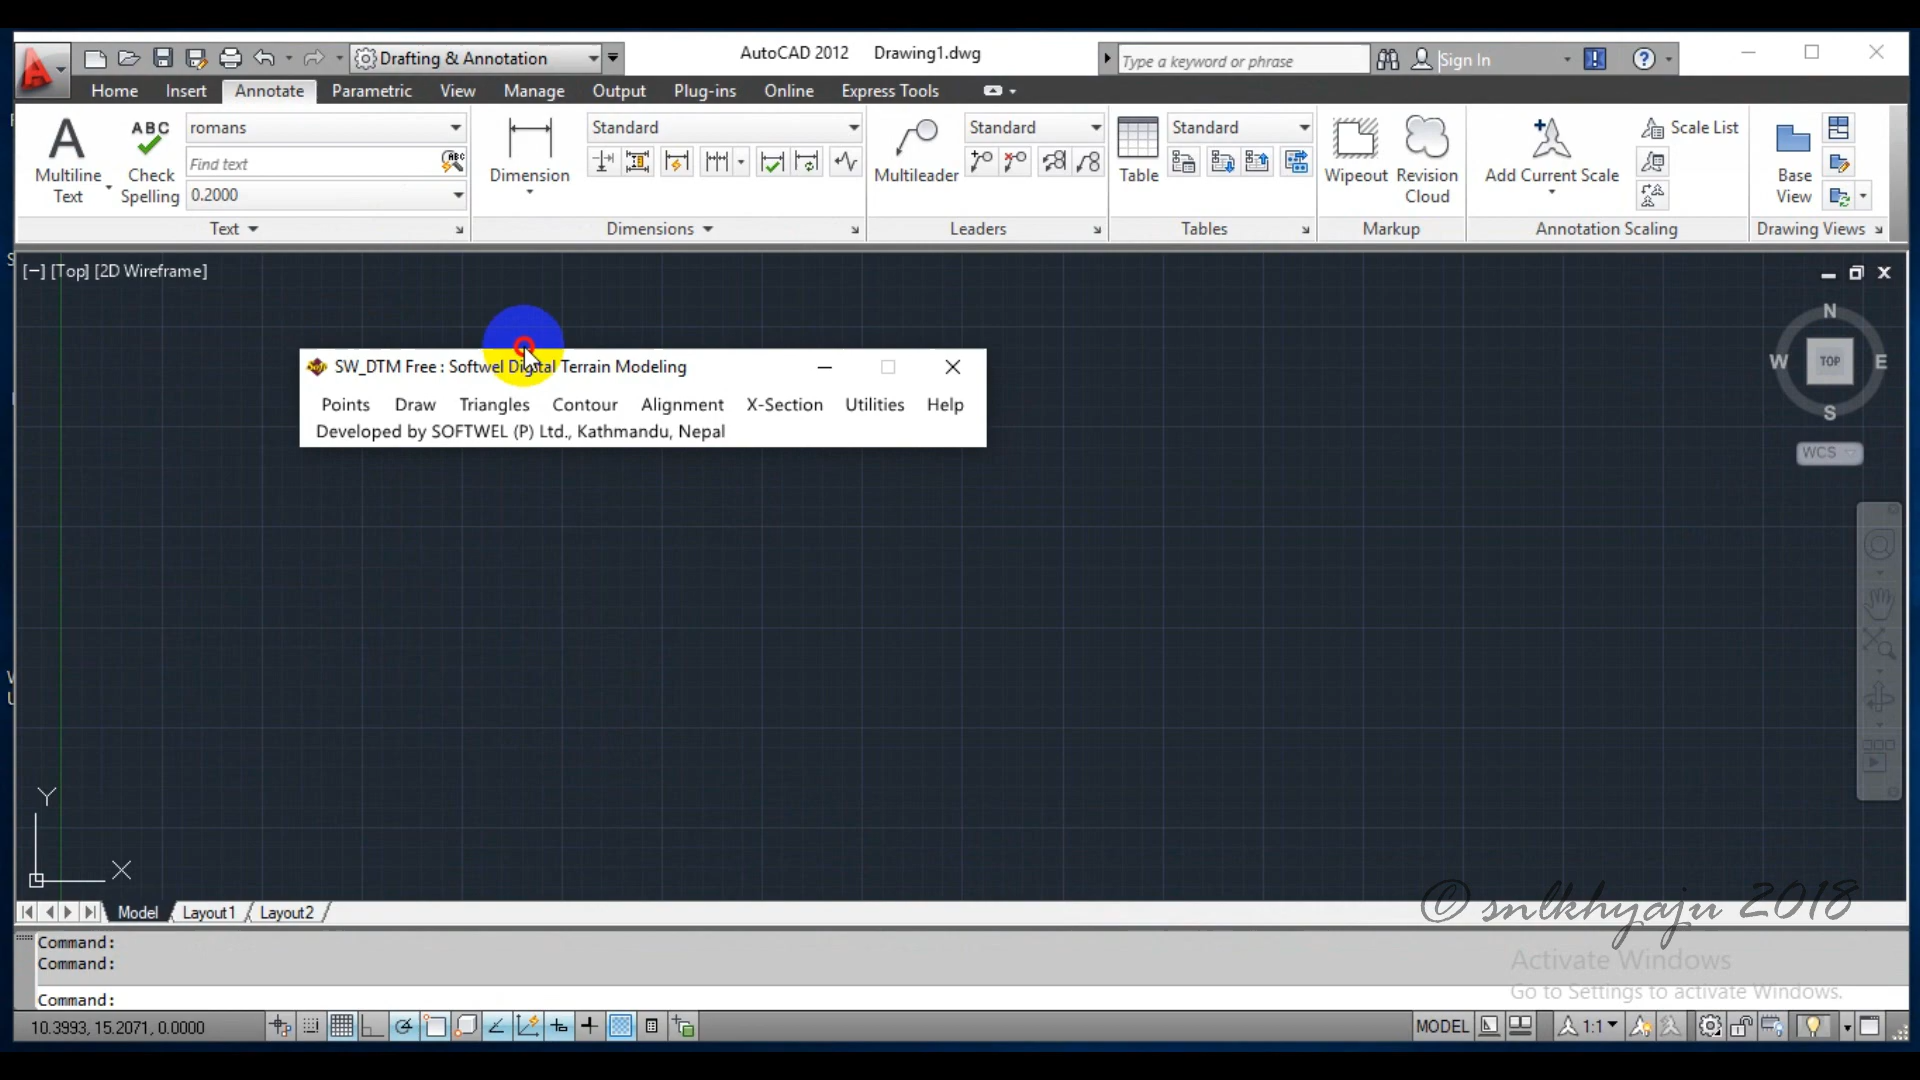 Drafting & Annotation
AutoCAD 2012 Drawing1.dwg
Type a keyword or phrase
Sign In
Home Insert Annotate Parametric View Manage Output Plug-ins Online Express Tools
Multiline Text
ABC
Check Spelling
romans
Find text
ABC
0.2000
Dimension
Standard
Multileader
Standard
Table
Standard
Wipeout
Revision Cloud
Add Current Scale
Scale List
Base View
Text Dimensions Leaders Tables Markup Annotation Scaling Drawing Views
[−] [Top] [2D Wireframe]
N
W TOP E
S
WCS
SW_DTM Free : Softwel Digital Terrain Modeling
Points Draw Triangles Contour Alignment X-Section Utilities Help
Developed by SOFTWEL (P) Ltd., Kathmandu, Nepal
Y
X
Model Layout1 Layout2
© snlkhyaju 2018
Command:
Command:
Command:
Activate Windows
Go to Settings to activate Windows.
10.3993, 15.2071, 0.0000
MODEL
1:1